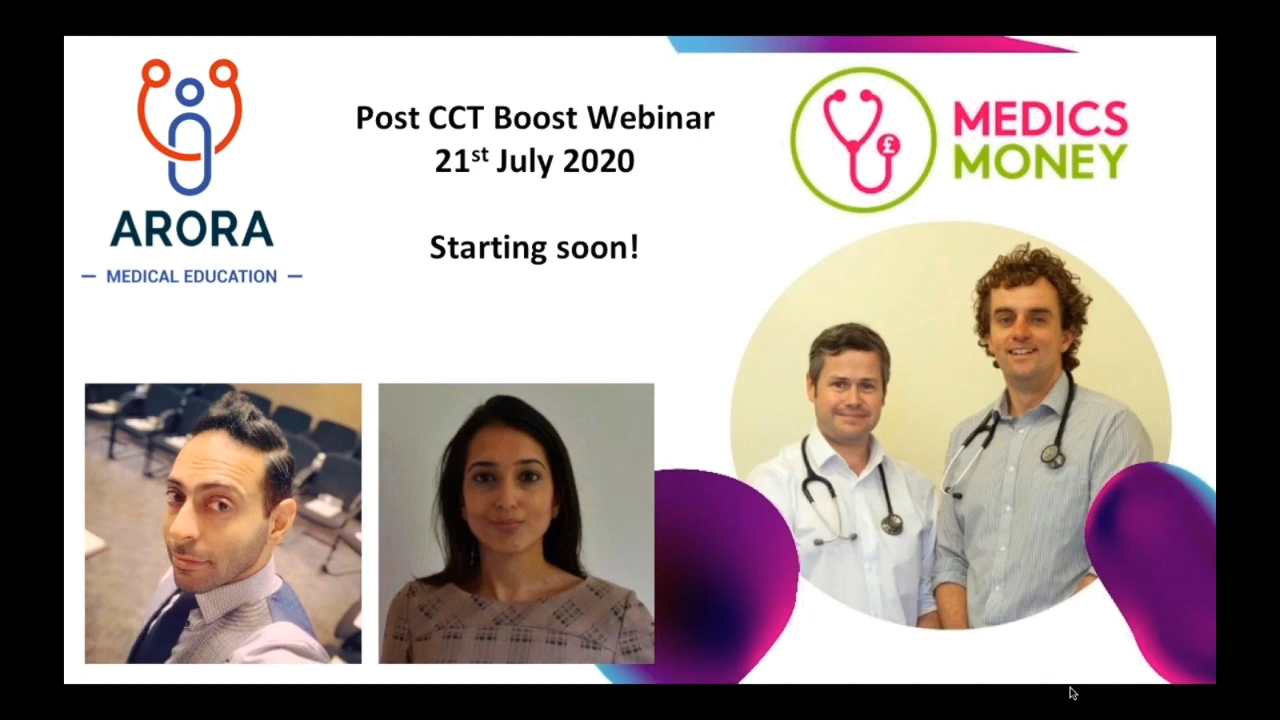 Post CCT Boost Webinar
21st July 2020
Starting soon!
ARORA
MEDICAL EDUCATION
£
MEDICS
MONEY